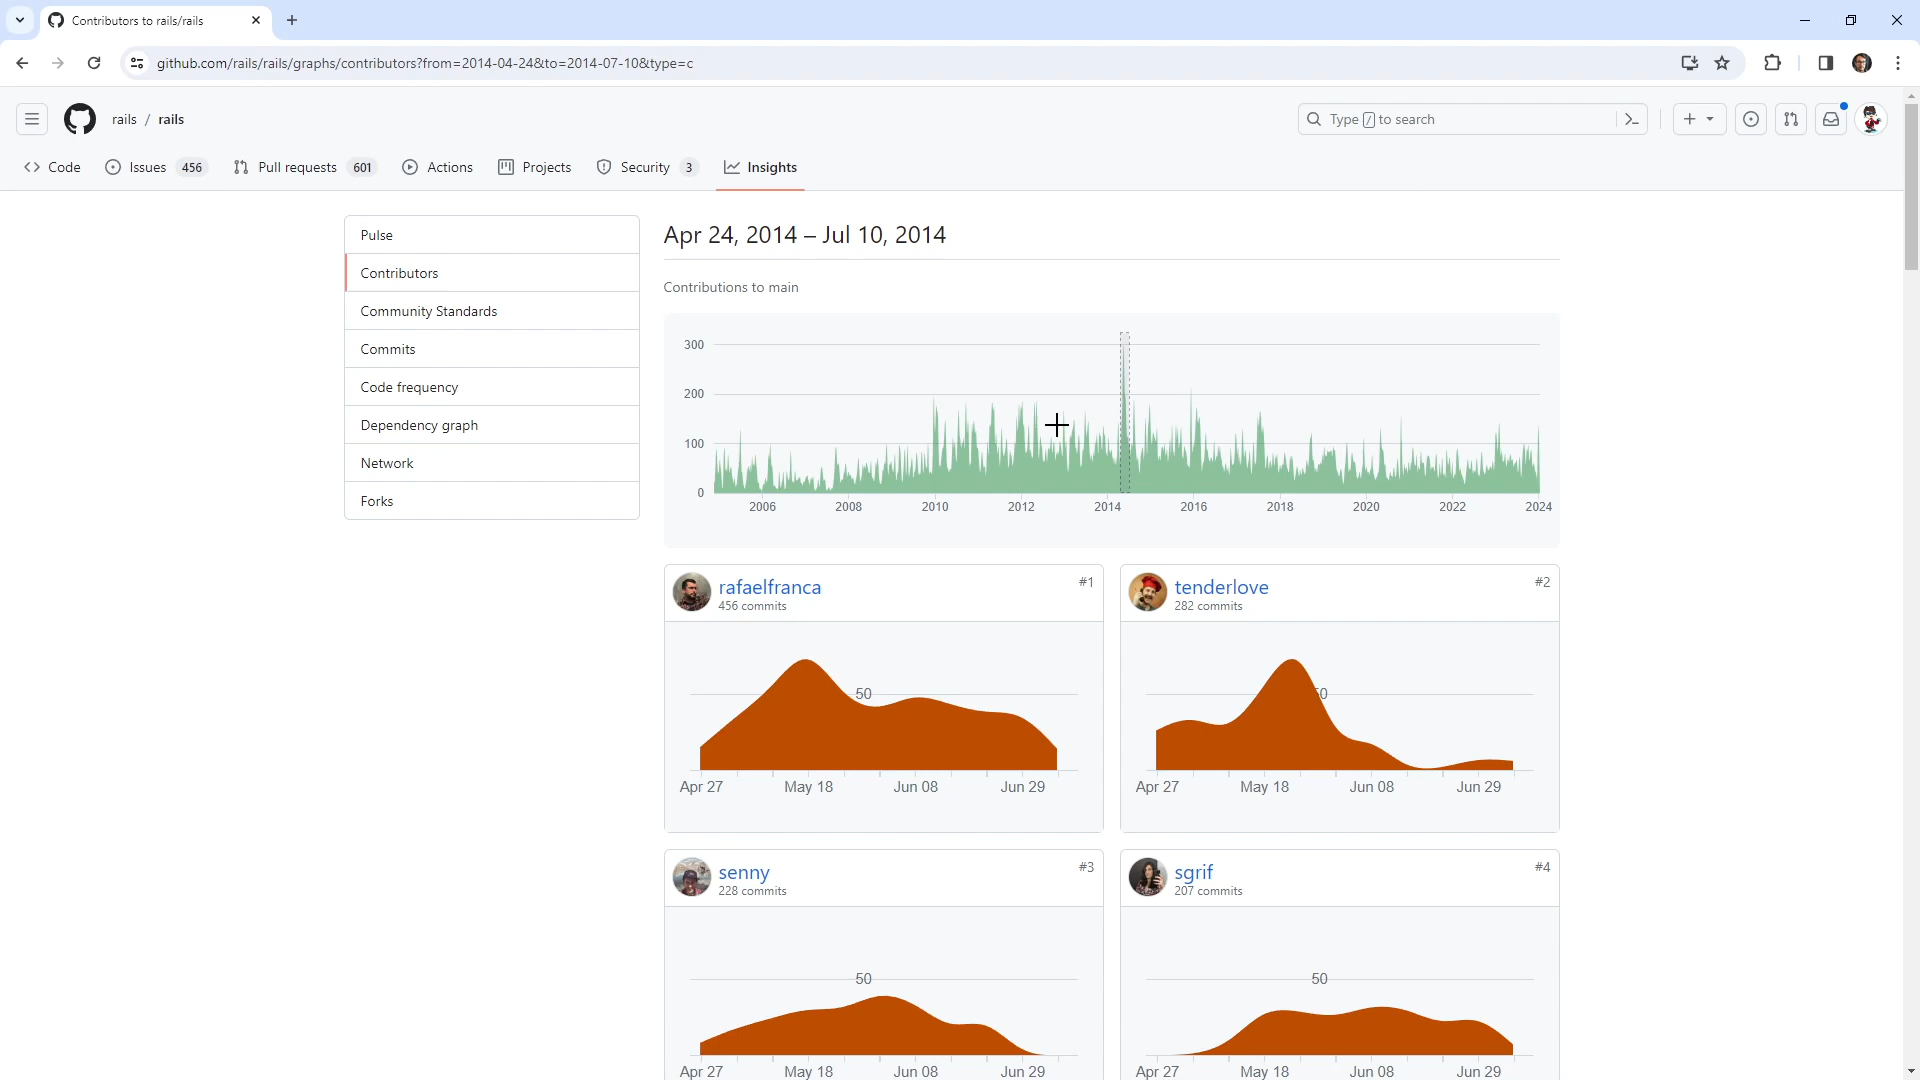 Contributors to rails/rails
github.com/rails/rails/graphs/contributors?from=2014-04-24&to=2014-07-10&type=c
rails / rails
Type / to search
Code
Issues 456
Pull requests 601
Actions
Projects
Security 3
Insights
Pulse
Contributors
Community Standards
Commits
Code frequency
Dependency graph
Network
Forks
Apr 24, 2014 – Jul 10, 2014
Contributions to main
300
200
100
0
2006 2008 2010 2012 2014 2016 2018 2020 2022 2024
rafaelfranca #1
456 commits
50
Apr 27 May 18 Jun 08 Jun 29
tenderlove #2
282 commits
50
Apr 27 May 18 Jun 08 Jun 29
senny #3
228 commits
50
Apr 27 May 18 Jun 08 Jun 29
sgrif #4
207 commits
50
Apr 27 May 18 Jun 08 Jun 29